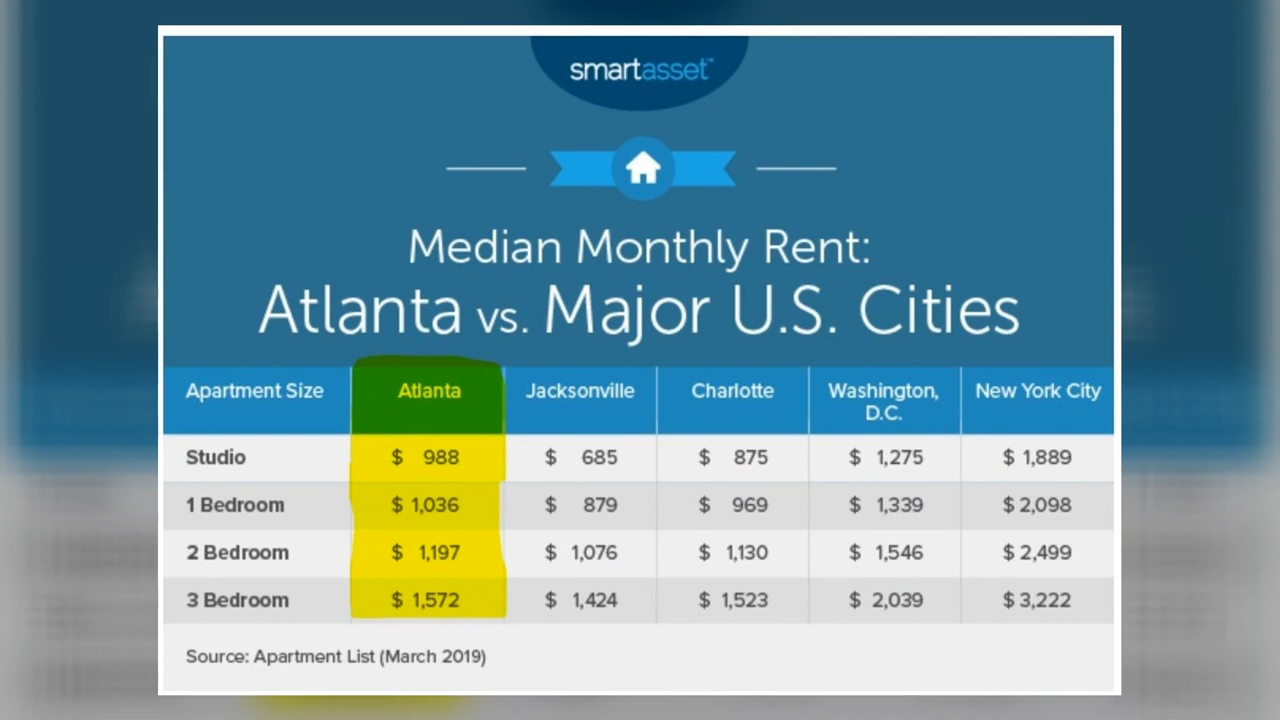 smartasset™
Median Monthly Rent:
Atlanta vs. Major U.S. Cities
Apartment Size Atlanta Jacksonville Charlotte Washington, D.C. New York City
Studio $ 988 $ 685 $ 875 $ 1,275 $ 1,889
1 Bedroom $ 1,036 $ 879 $ 969 $ 1,339 $ 2,098
2 Bedroom $ 1,197 $ 1,076 $ 1,130 $ 1,546 $ 2,499
3 Bedroom $ 1,572 $ 1,424 $ 1,523 $ 2,039 $ 3,222
Source: Apartment List (March 2019)